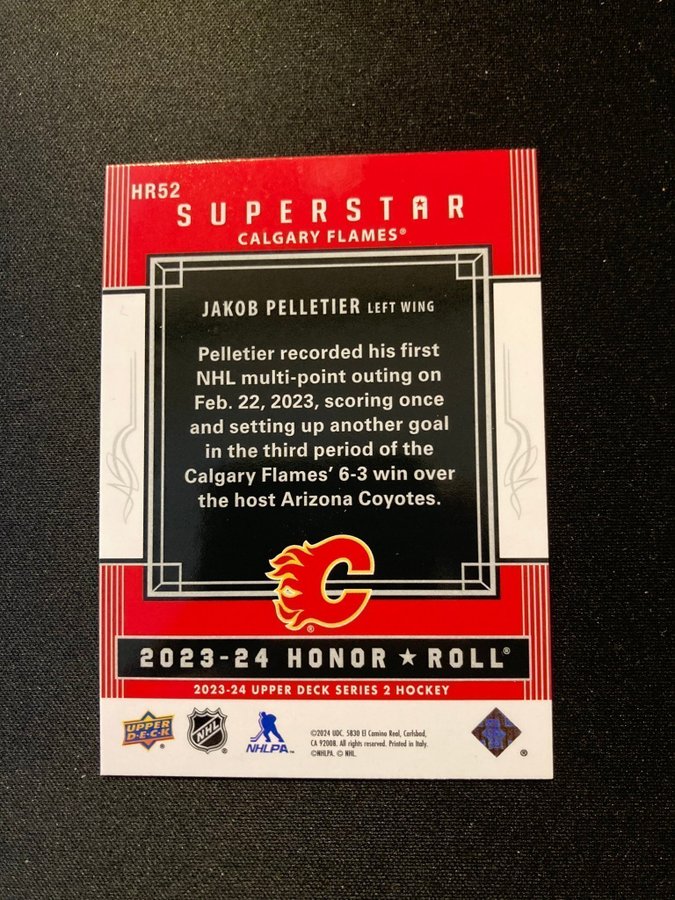 HR52
SUPERSTAR
CALGARY FLAMES®
JAKOB PELLETIER LEFT WING
Pelletier recorded his first
NHL multi-point outing on
Feb. 22, 2023, scoring once
and setting up another goal
in the third period of the
Calgary Flames' 6-3 win over
the host Arizona Coyotes.
®
2023-24 HONOR ★ ROLL®
2023-24 UPPER DECK SERIES 2 HOCKEY
UPPER
D·E·C·K
NHL
NHLPA
©2024 UDC. 5830 El Camino Real, Carlsbad,
CA 92008. All rights reserved. Printed in Italy.
©NHLPA. © NHL.
®